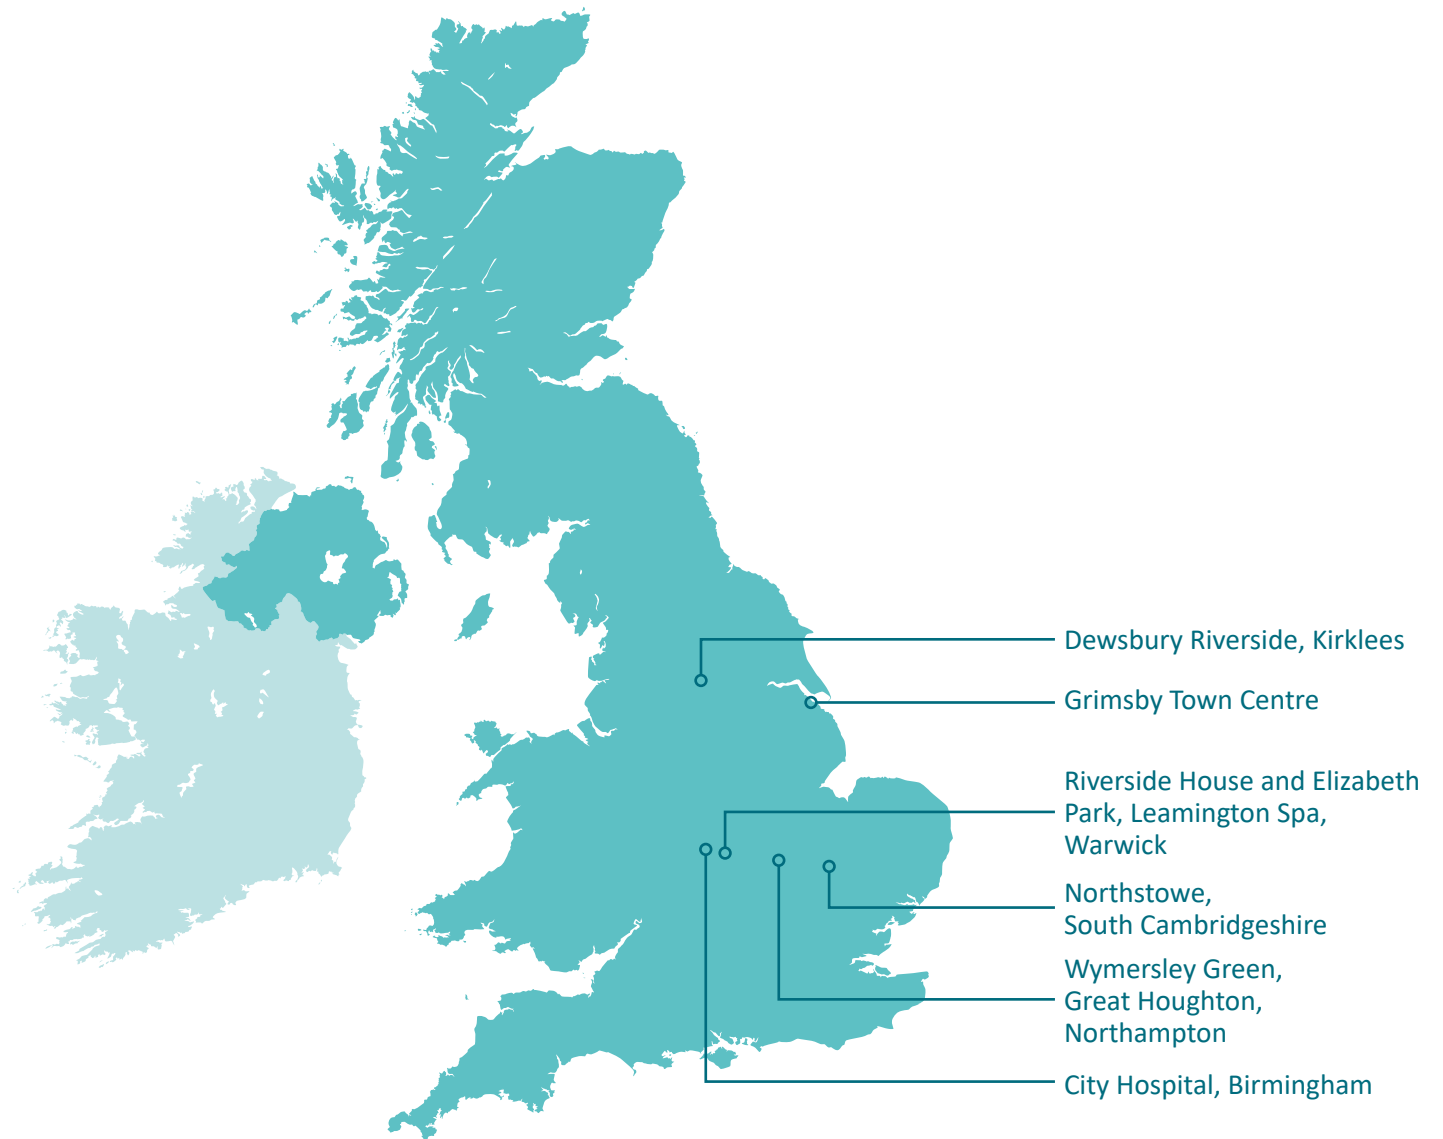 Dewsbury Riverside, Kirklees
Grimsby Town Centre
Riverside House and Elizabeth
Park, Leamington Spa,
Warwick
Northstowe,
South Cambridgeshire
Wymersley Green,
Great Houghton,
Northampton
City Hospital, Birmingham